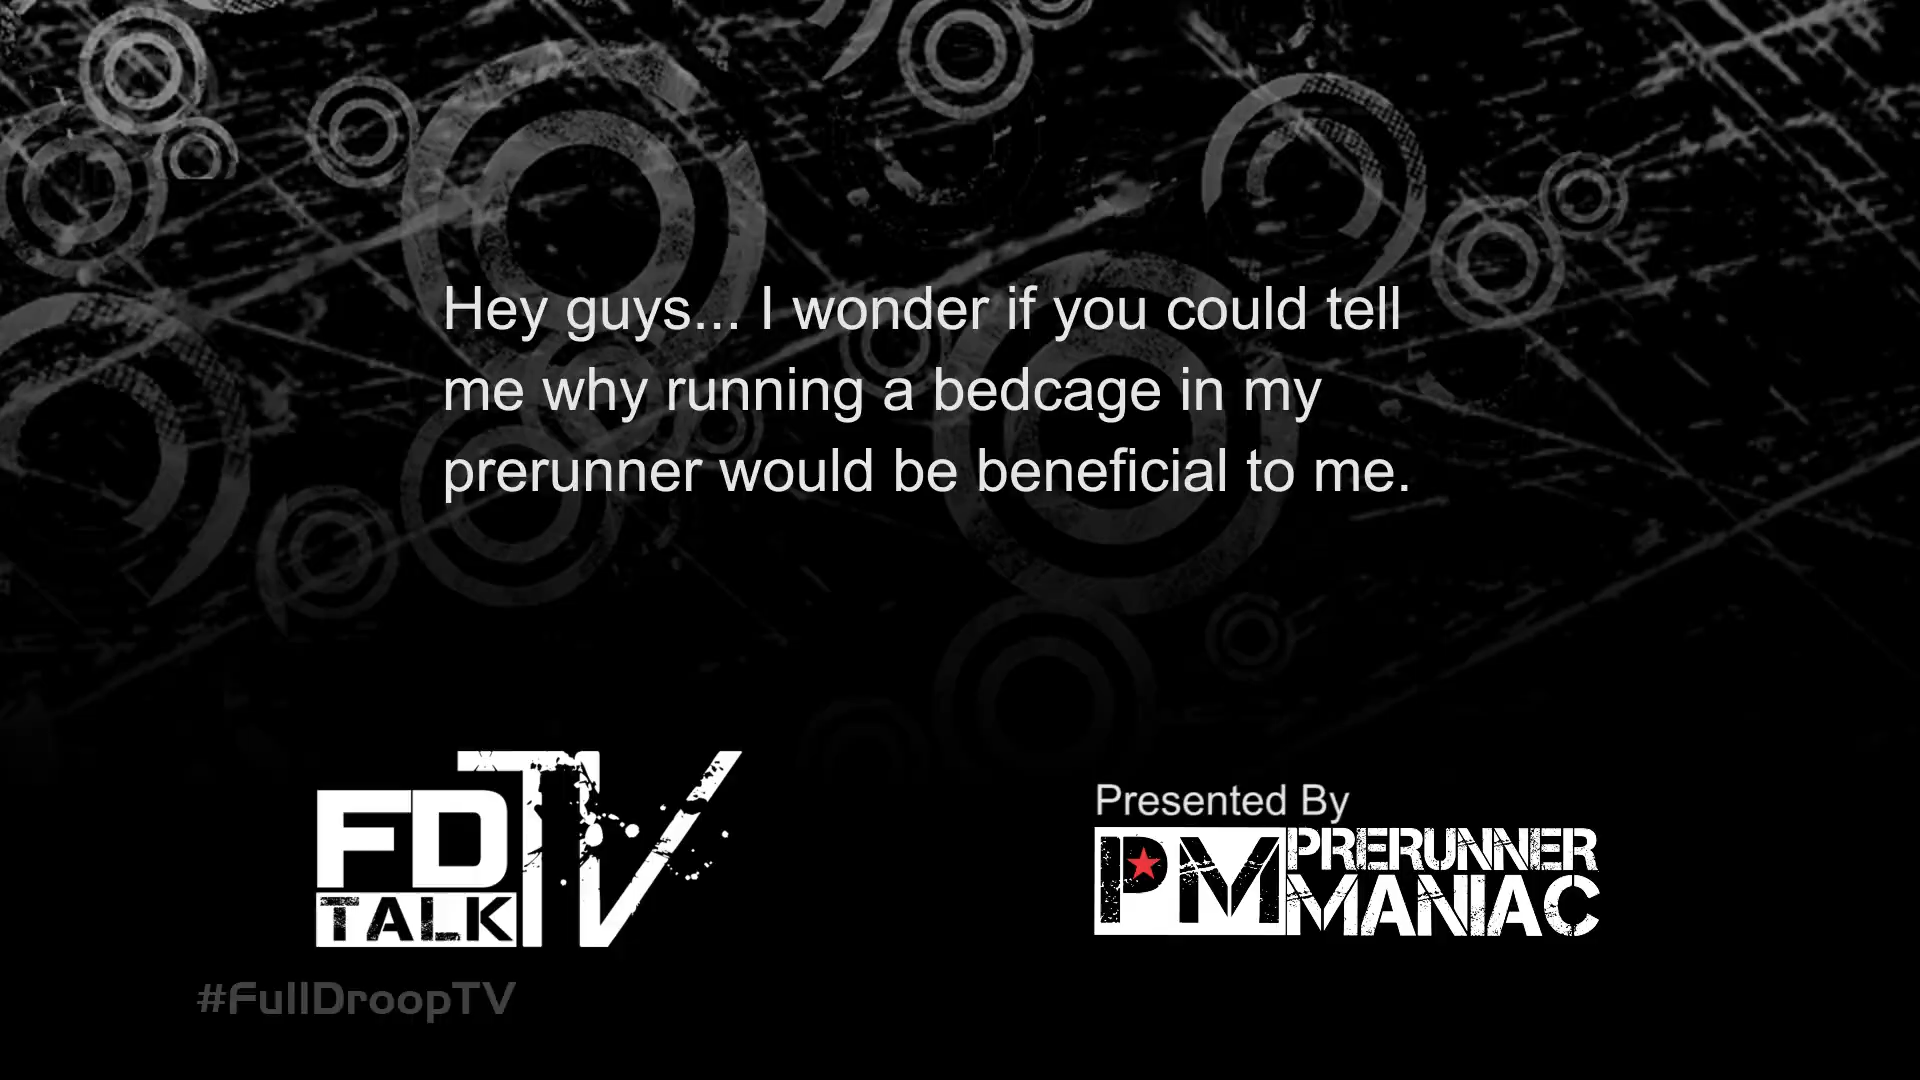 Hey guys... I wonder if you could tell
me why running a bedcage in my
prerunner would be beneficial to me.
FD TV
TALK
Presented By
PM PRERUNNER
MANIAC
#FullDroopTV